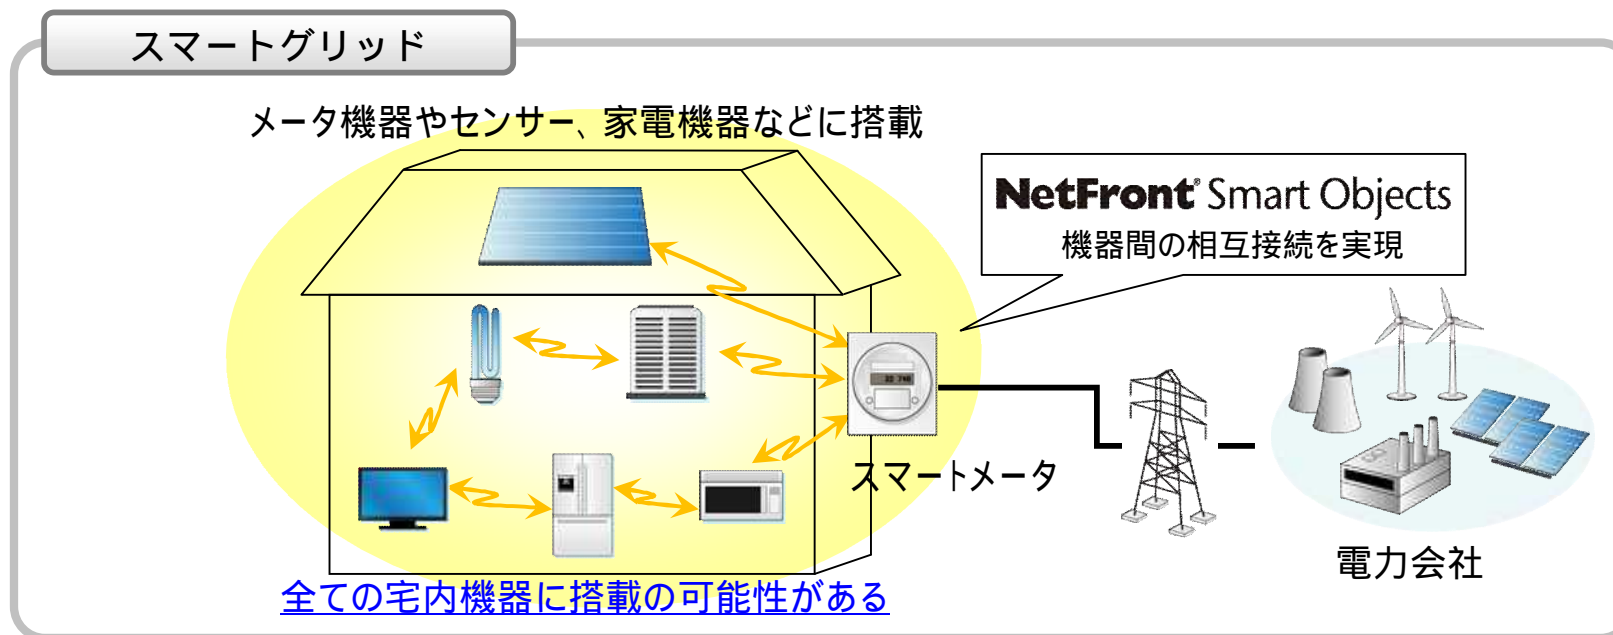 スマートグリッド
メータ機器やセンサー、家電機器などに搭載
NetFront® Smart Objects
機器間の相互接続を実現
スマートメータ
電力会社
全ての宅内機器に搭載の可能性がある